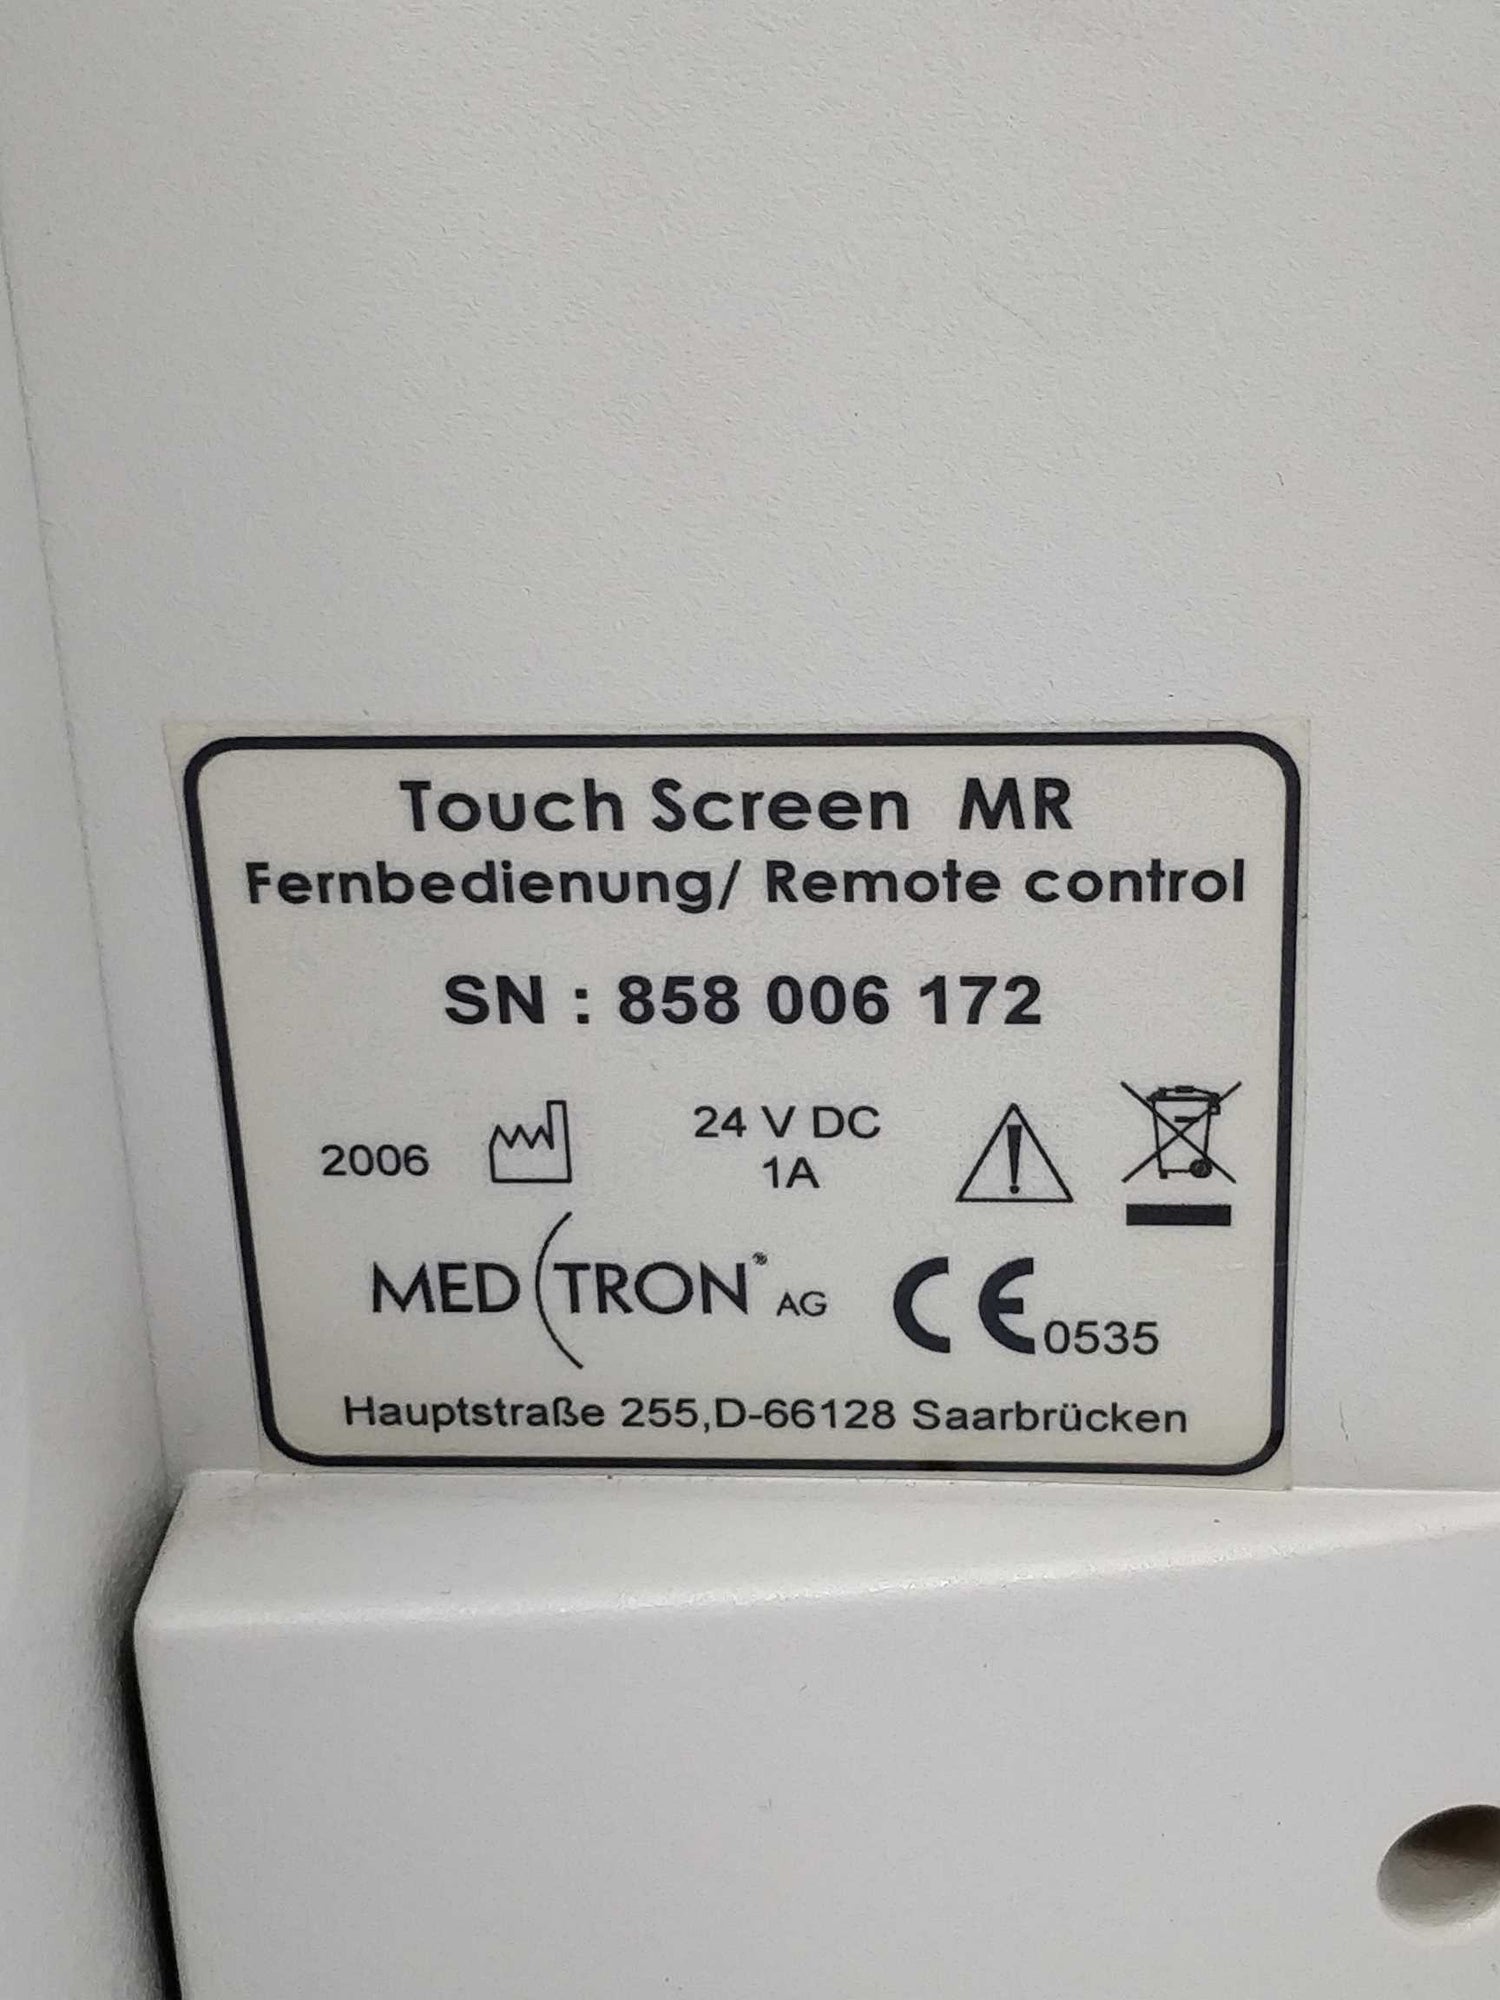 Touch Screen MR
Fernbedienung/ Remote control
SN : 858 006 172
2006
24 V DC
1A
MED TRON® AG
CE 0535
Hauptstraße 255,D-66128 Saarbrücken